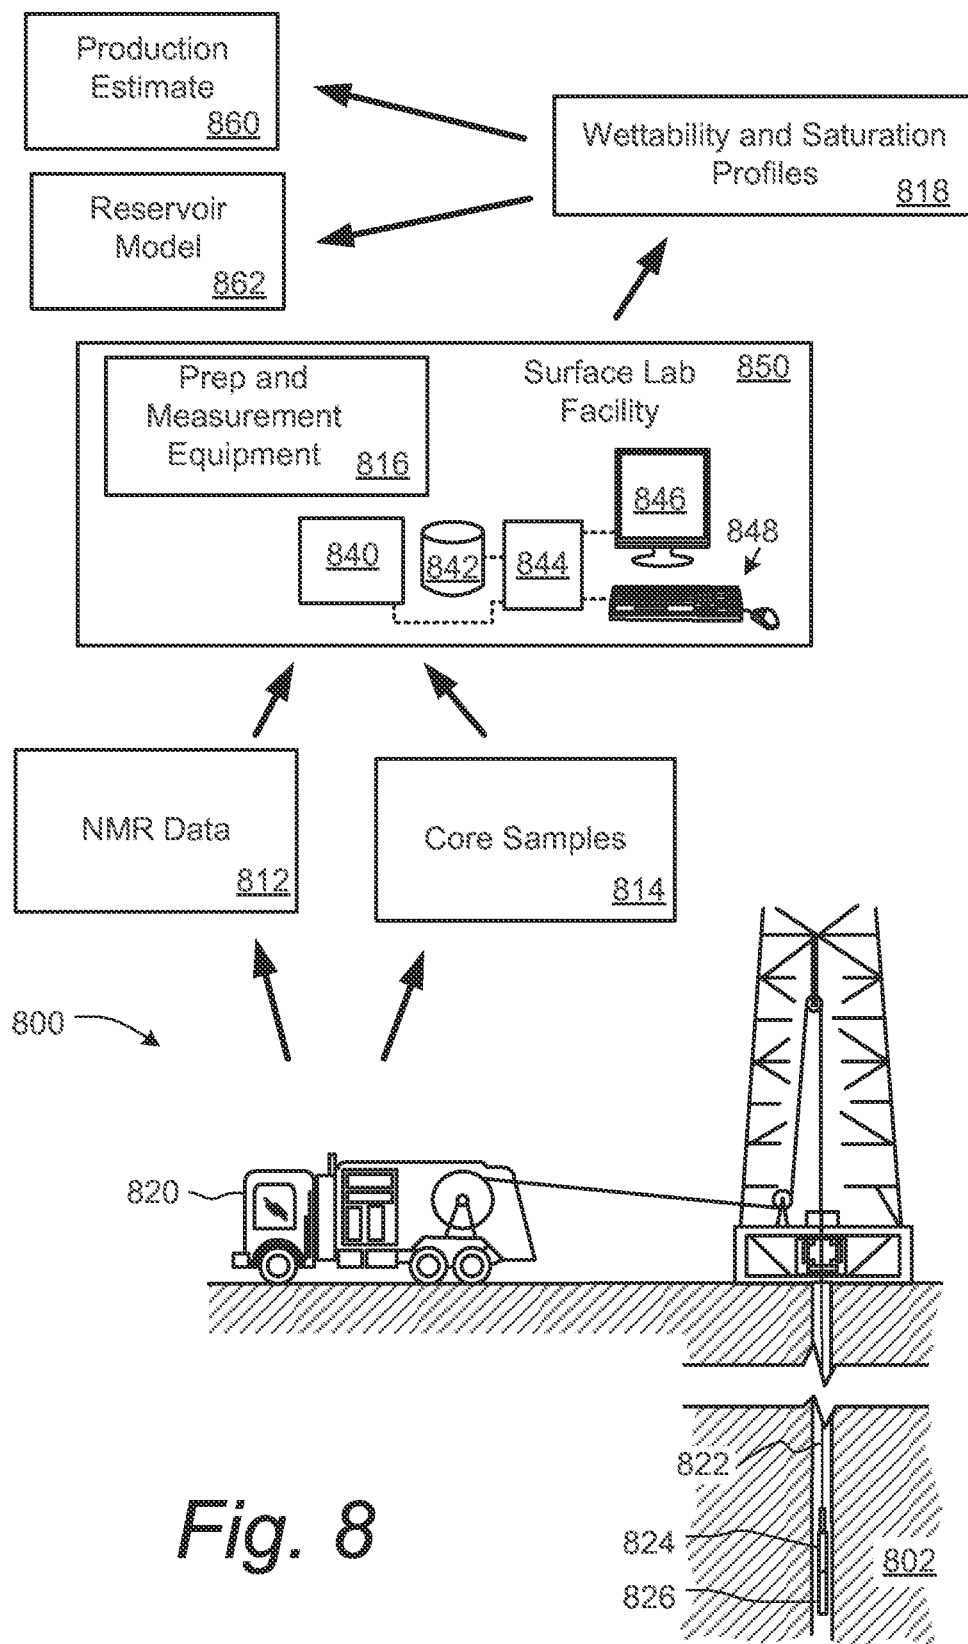 Production
Estimate
860
Wettability and Saturation
Profiles
818
Reservoir
Model
862
850
Surface Lab
Facility
Prep and
Measurement
Equipment
816
846
848
840
842
844
NMR Data
812
Core Samples
814
800
820
822
824
802
826
Fig. 8